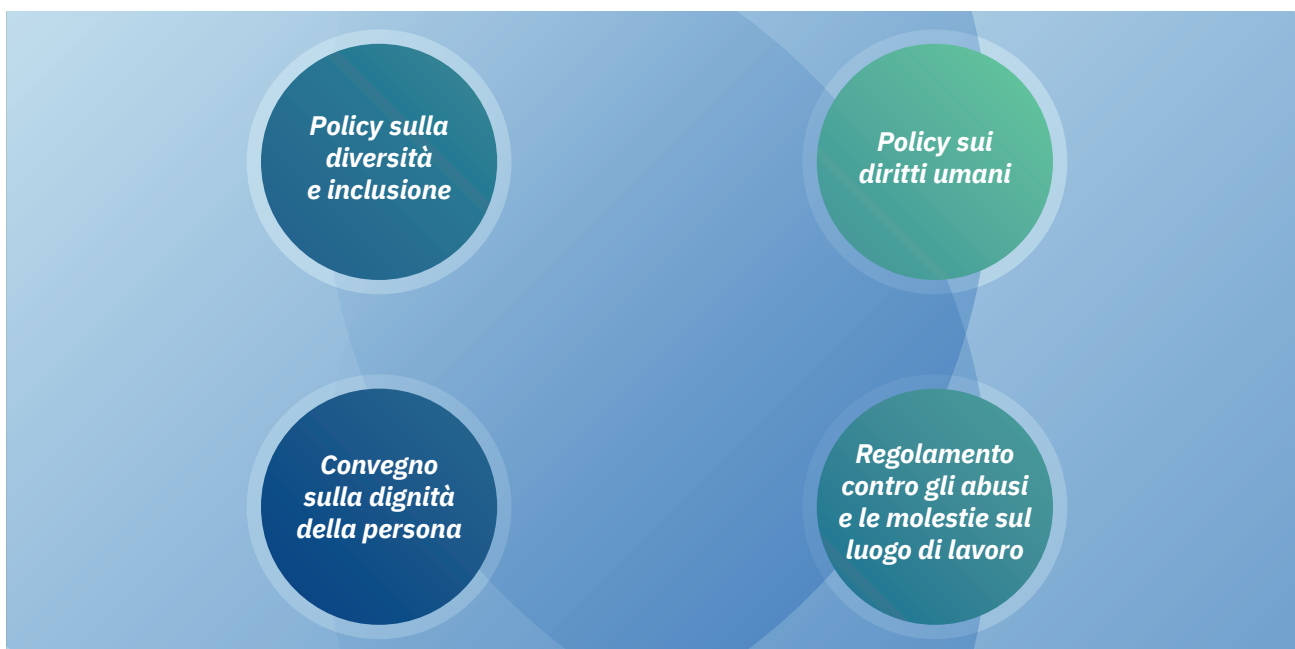 Policy sulla
diversità
e inclusione
Policy sui
diritti umani
Convegno
sulla dignità
della persona
Regolamento
contro gli abusi
e le molestie sul
luogo di lavoro